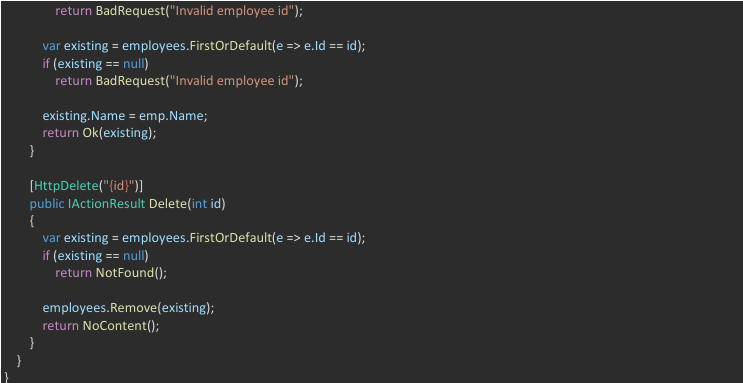 return BadRequest("Invalid employee id");
var existing = employees.FirstOrDefault(e => e.Id == id);
if (existing == null)
return BadRequest("Invalid employee id");
existing.Name = emp.Name;
return Ok(existing);
}
[HttpDelete("{id}")]
public IActionResult Delete(int id)
{
var existing = employees.FirstOrDefault(e => e.Id == id);
if (existing == null)
return NotFound();
employees.Remove(existing);
return NoContent();
}
}
}